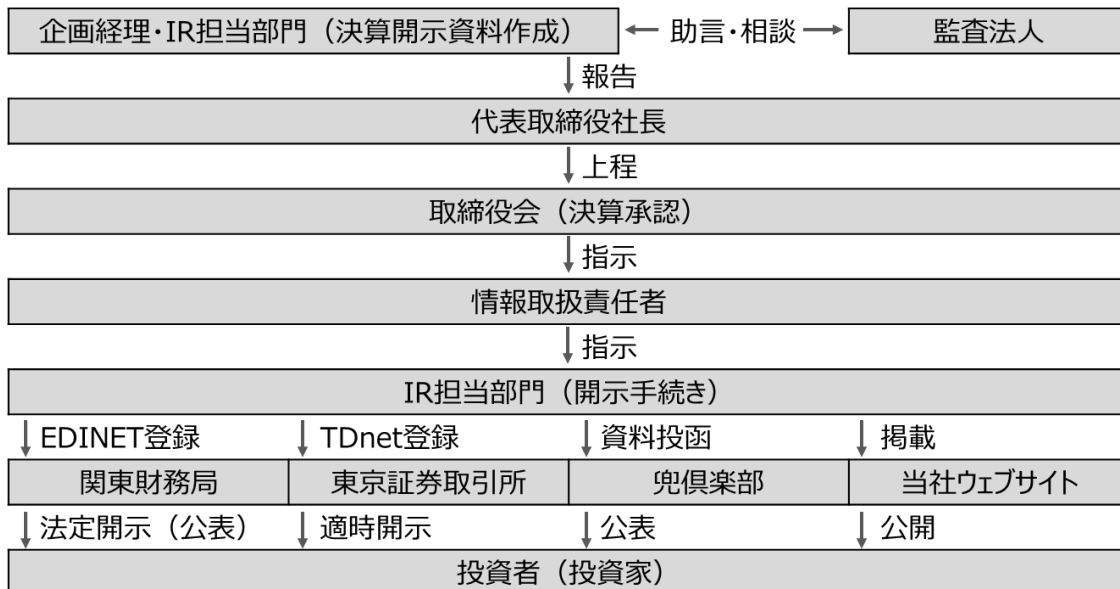 企画経理・IR担当部門（決算開示資料作成） 助言・相談 監査法人
報告
代表取締役社長
上程
取締役会（決算承認）
指示
情報取扱責任者
指示
IR担当部門（開示手続き）
EDINET登録 TDnet登録 資料投函 掲載
関東財務局 東京証券取引所 兜倶楽部 当社ウェブサイト
法定開示（公表） 適時開示 公表 公開
投資者（投資家）